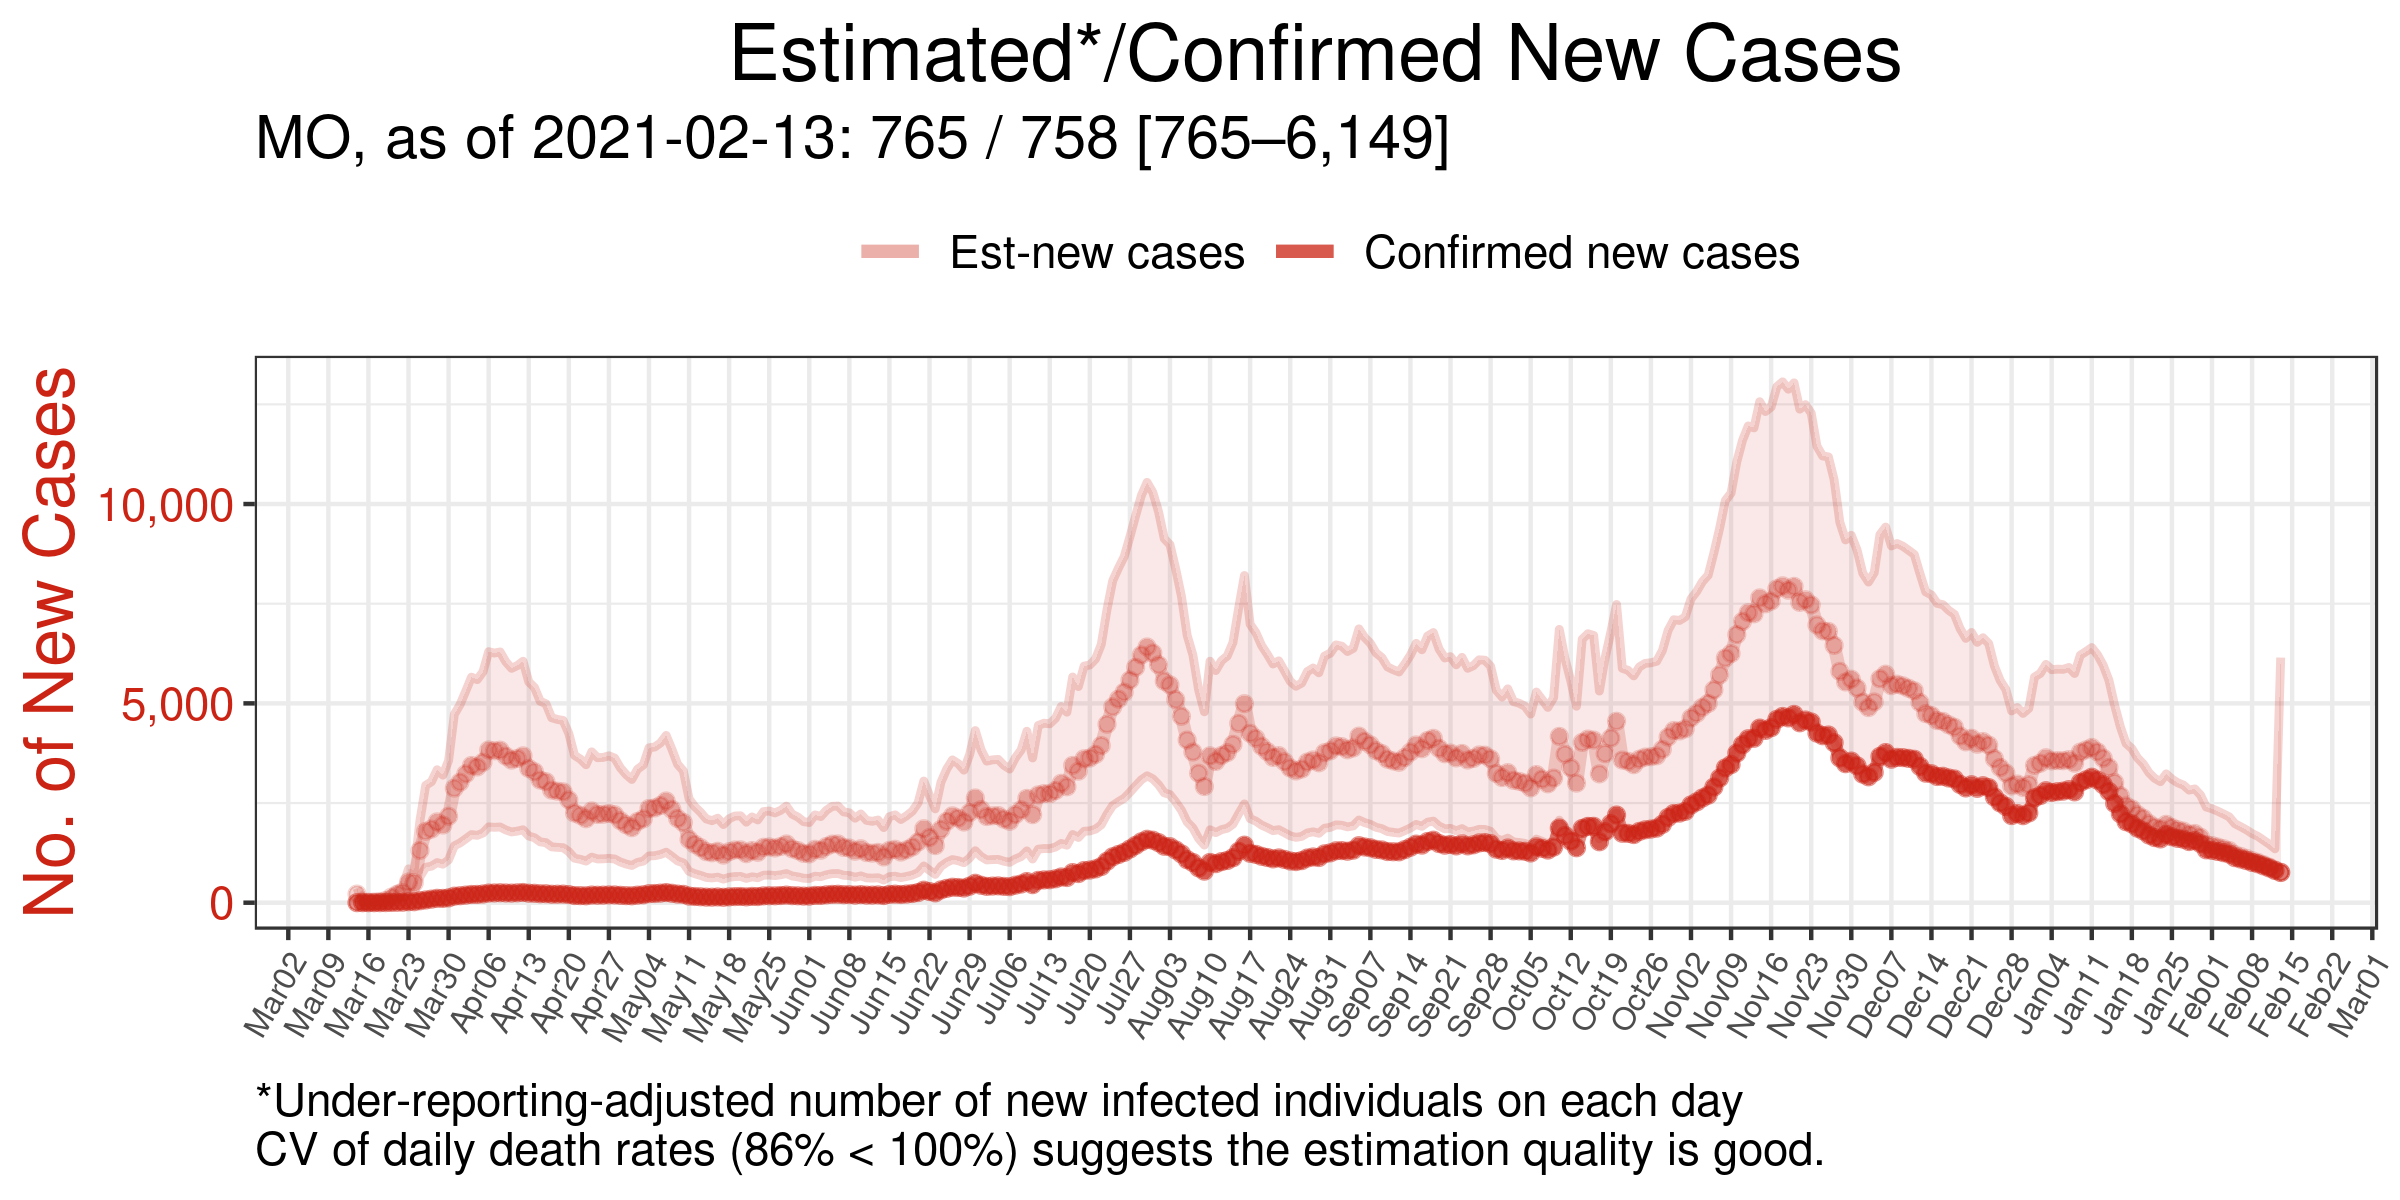 Estimated*/Confirmed New Cases
MO, as of 2021-02-13: 765 / 758 [765–6,149]
Est-new cases
Confirmed new cases
No. of New Cases
10,000
5,000
0
Mar02
Mar09
Mar16
Mar23
Mar30
Apr06
Apr13
Apr20
Apr27
May04
May11
May18
May25
Jun01
Jun08
Jun15
Jun22
Jun29
Jul06
Jul13
Jul20
Jul27
Aug03
Aug10
Aug17
Aug24
Aug31
Sep07
Sep14
Sep21
Sep28
Oct05
Oct12
Oct19
Oct26
Nov02
Nov09
Nov16
Nov23
Nov30
Dec07
Dec14
Dec21
Dec28
Jan04
Jan11
Jan18
Jan25
Feb01
Feb08
Feb15
Feb22
Mar01
*Under-reporting-adjusted number of new infected individuals on each day
CV of daily death rates (86% < 100%) suggests the estimation quality is good.